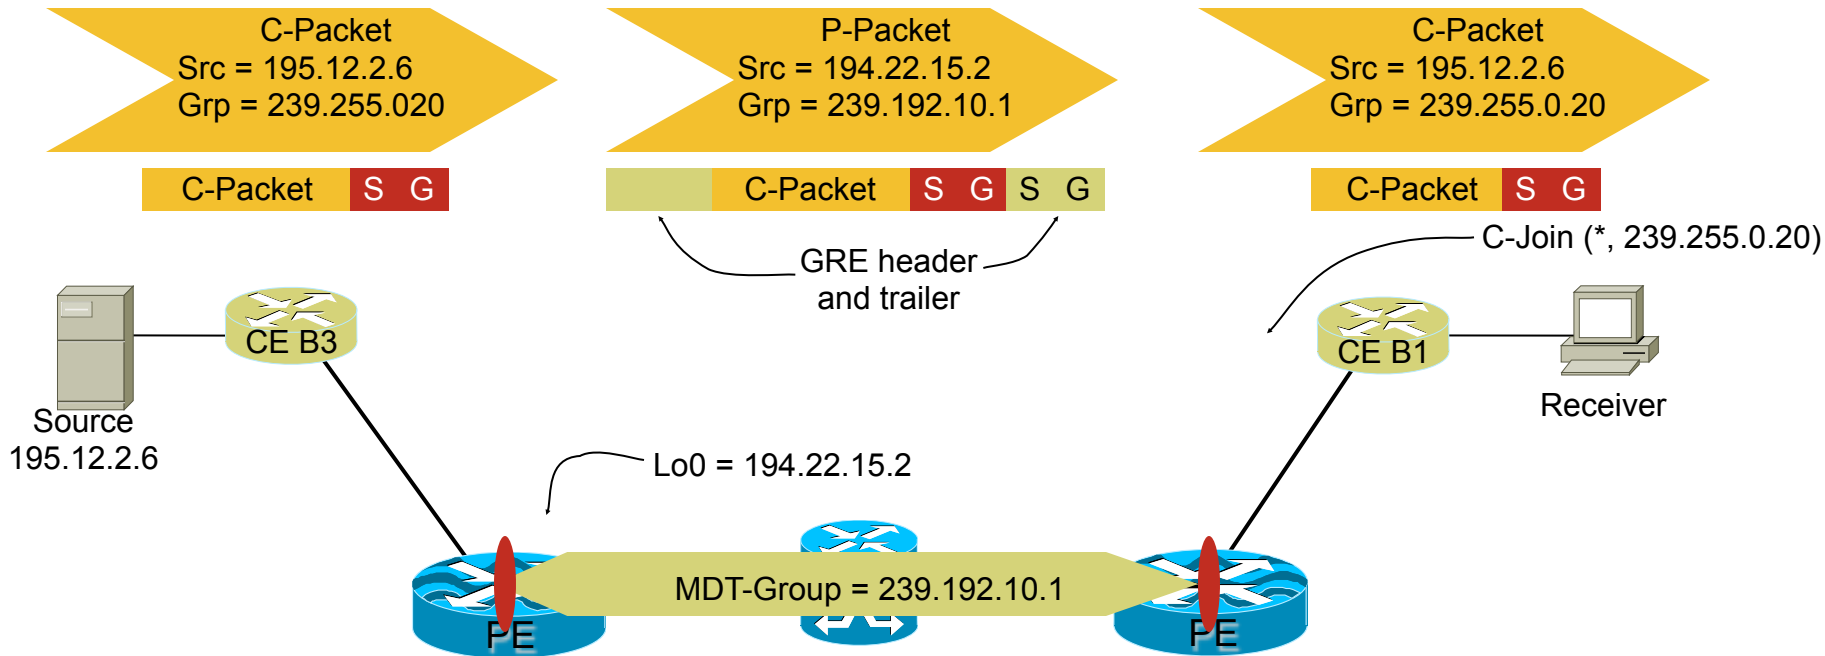 C-Packet
Src = 195.12.2.6
Grp = 239.255.020
P-Packet
Src = 194.22.15.2
Grp = 239.192.10.1
C-Packet
Src = 195.12.2.6
Grp = 239.255.0.20
C-Packet S G
C-Packet S G S G
C-Packet S G
GRE header
and trailer
C-Join (*, 239.255.0.20)
CE B3
CE B1
Source
195.12.2.6
Receiver
Lo0 = 194.22.15.2
MDT-Group = 239.192.10.1
PE
PE